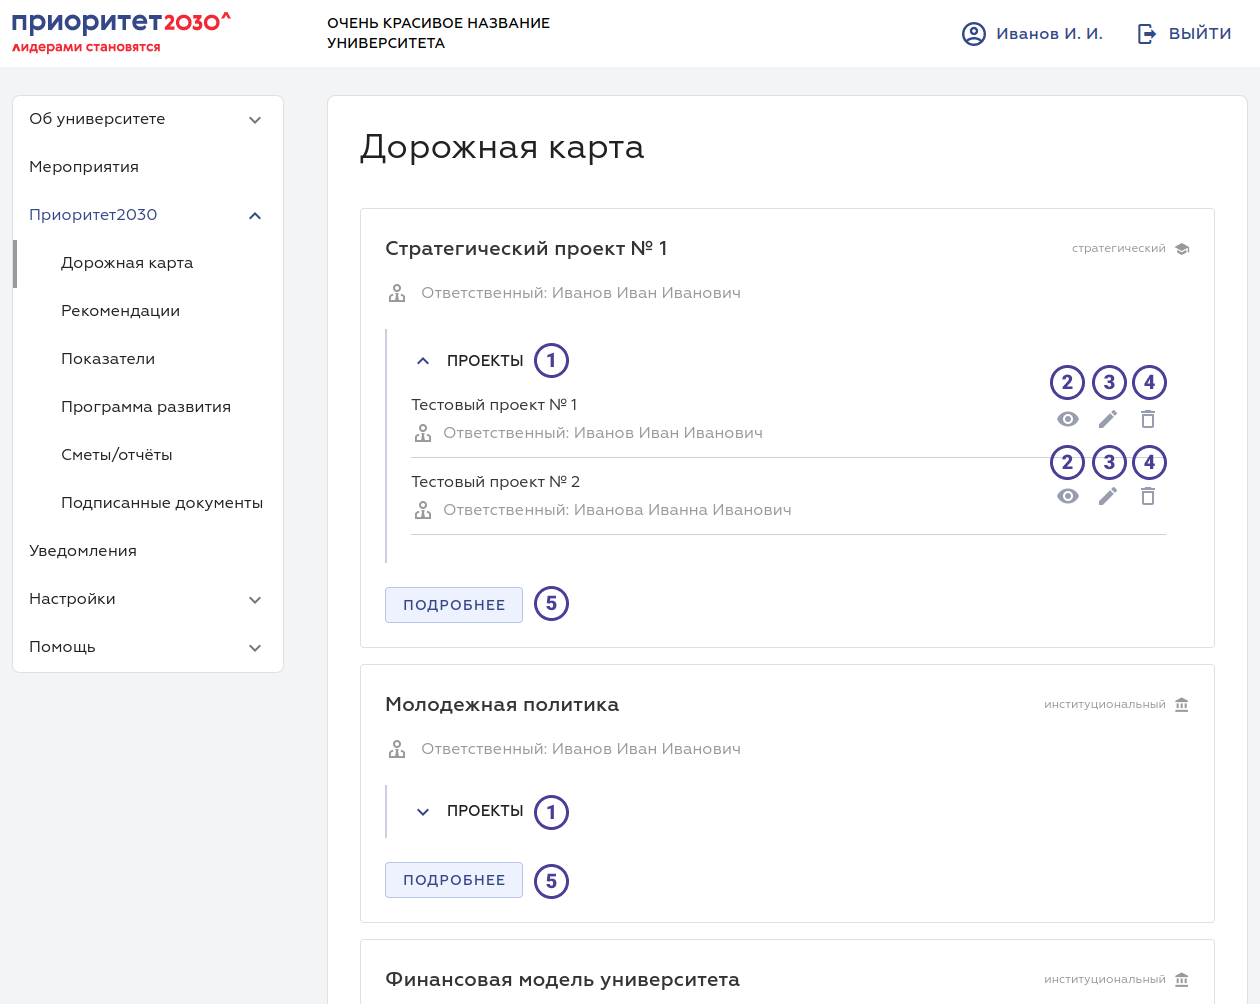 приоритет2030^
лидерами становятся
ОЧЕНЬ КРАСИВОЕ НАЗВАНИЕ
УНИВЕРСИТЕТА
Иванов И. И.
ВЫЙТИ
Об университете
Мероприятия
Приоритет2030
Дорожная карта
Рекомендации
Показатели
Программа развития
Сметы/отчёты
Подписанные документы
Уведомления
Настройки
Помощь
Дорожная карта
Стратегический проект № 1
стратегический
Ответственный: Иванов Иван Иванович
ПРОЕКТЫ 1
2 3 4
Тестовый проект № 1
Ответственный: Иванов Иван Иванович
2 3 4
Тестовый проект № 2
Ответственный: Иванова Иванна Иванович
ПОДРОБНЕЕ 5
Молодежная политика
институциональный
Ответственный: Иванов Иван Иванович
ПРОЕКТЫ 1
ПОДРОБНЕЕ 5
Финансовая модель университета
институциональный